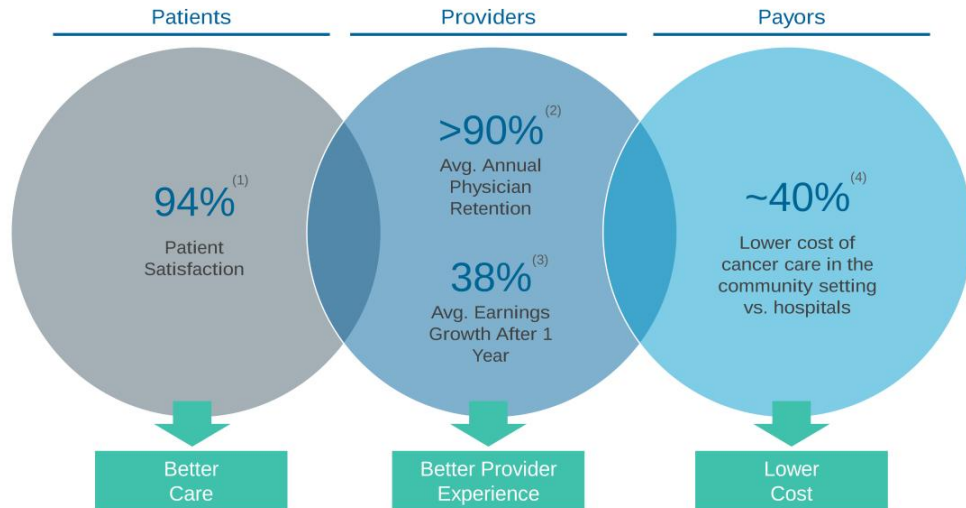 Patients
Providers
Payors
94%(1)
Patient
Satisfaction
>90%(2)
Avg. Annual
Physician
Retention
38%(3)
Avg. Earnings
Growth After 1
Year
~40%(4)
Lower cost of
cancer care in the
community setting
vs. hospitals
Better
Care
Better Provider
Experience
Lower
Cost